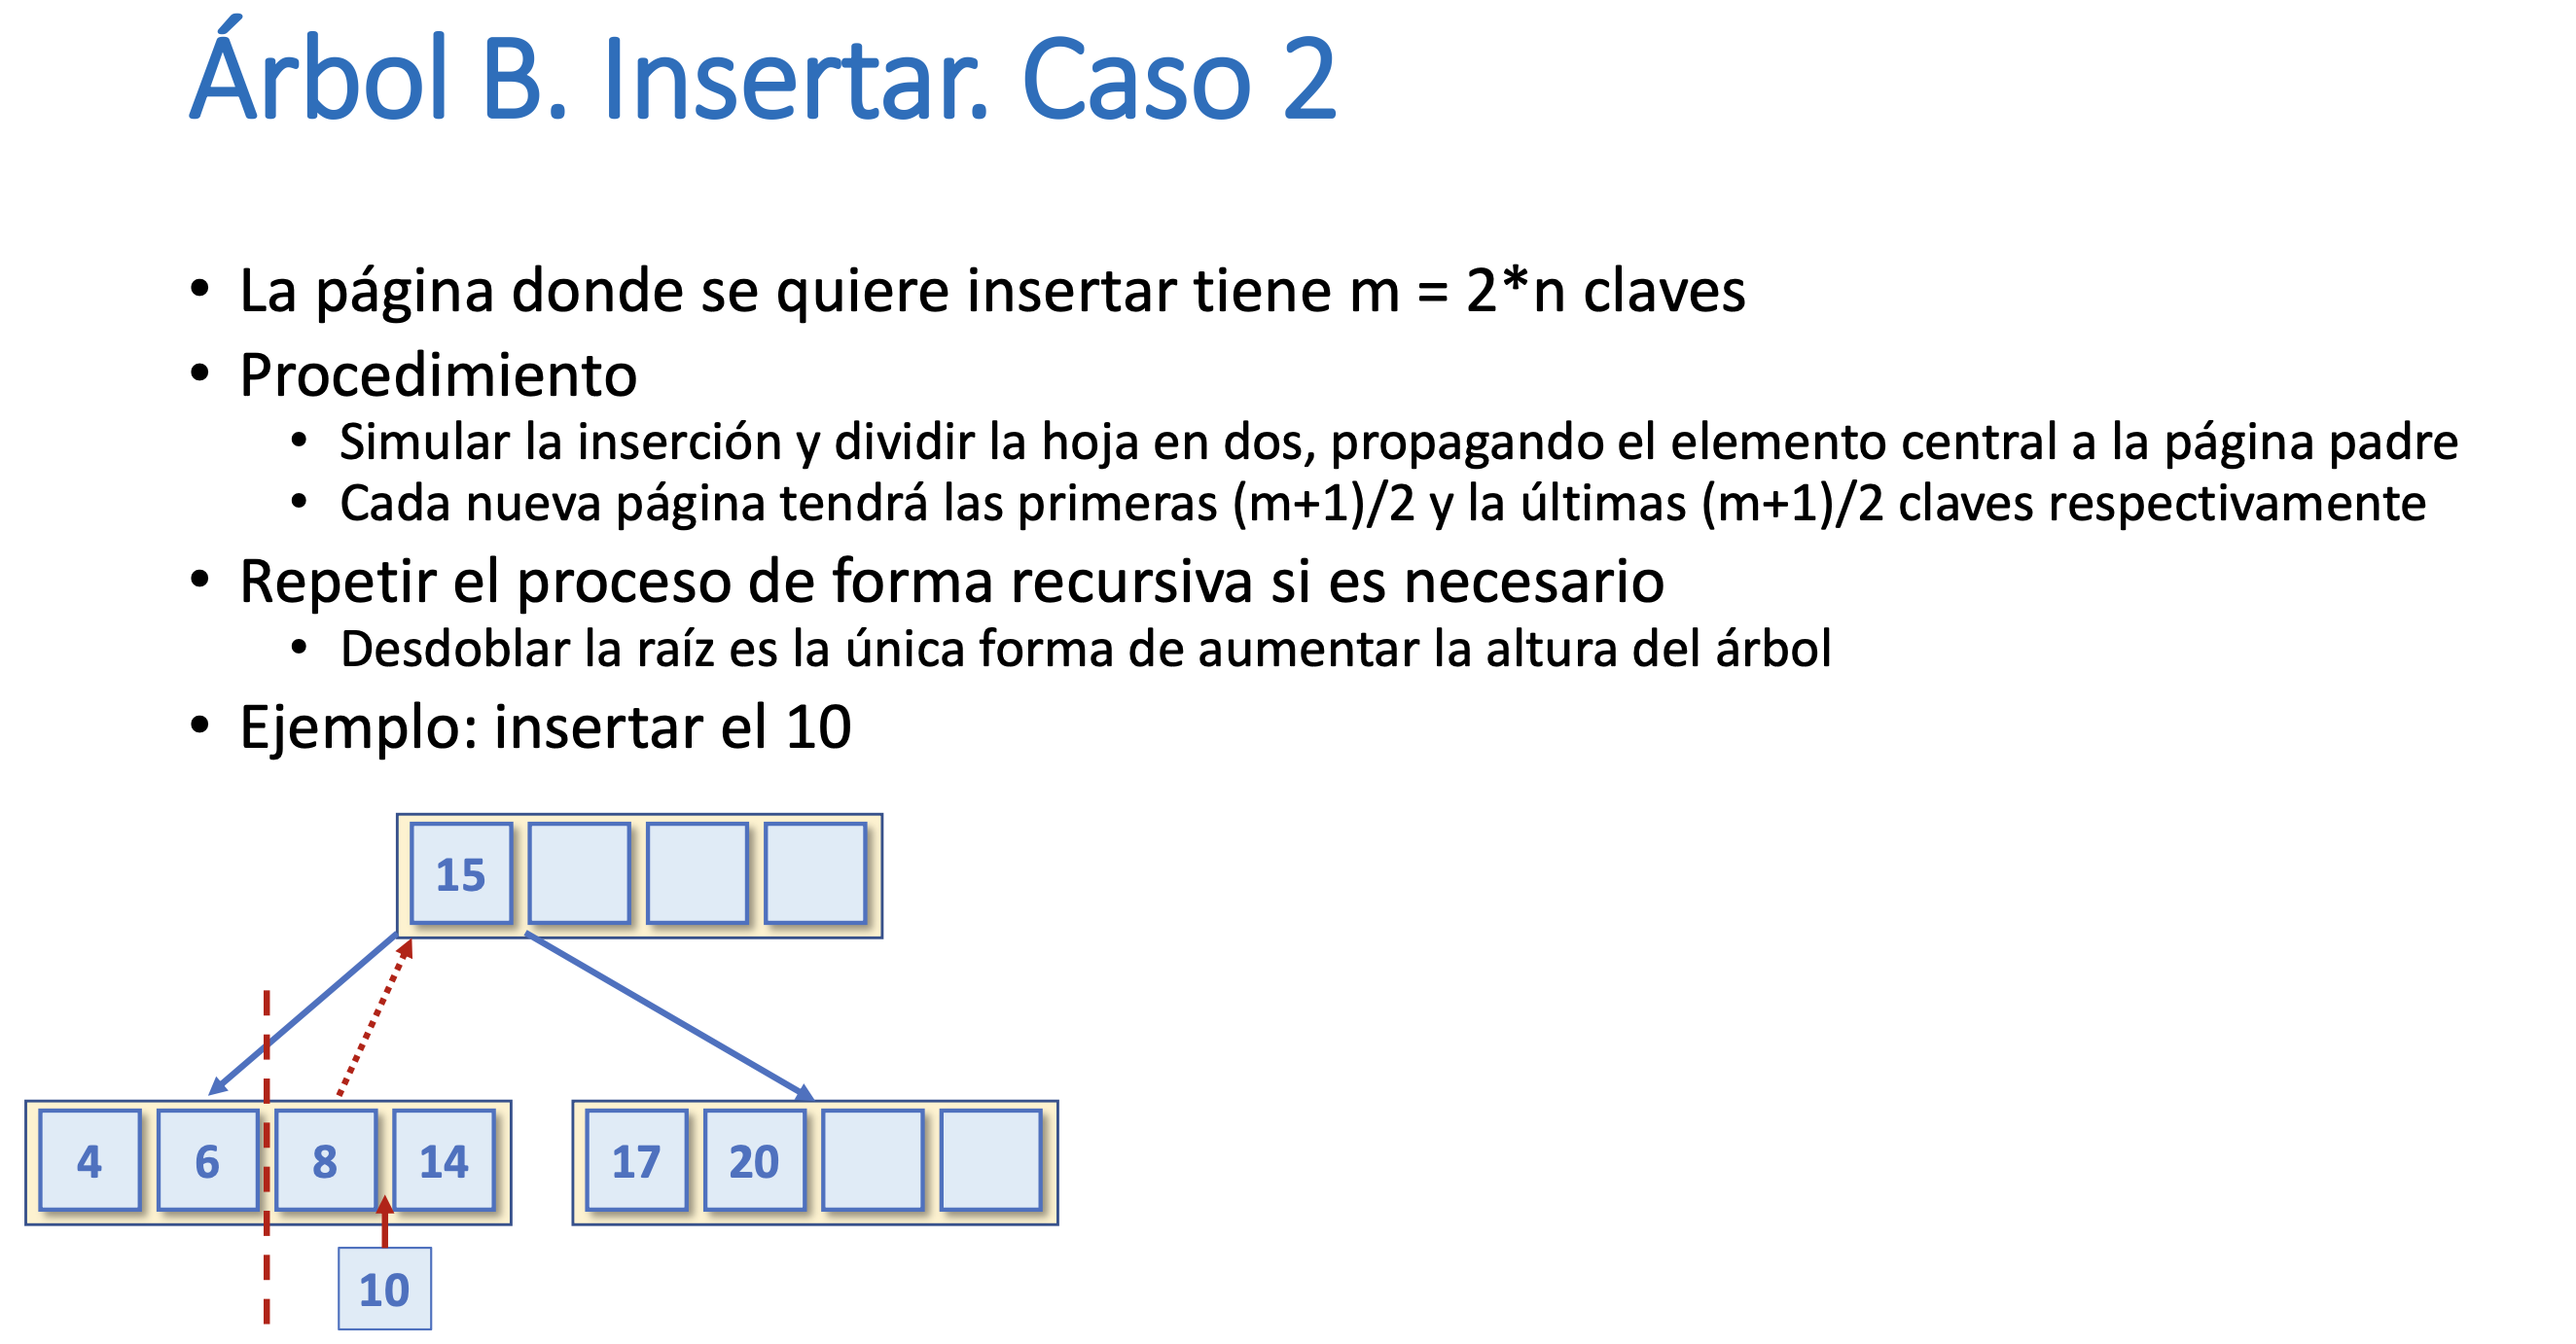 Árbol B. Insertar. Caso 2
• La página donde se quiere insertar tiene m = 2*n claves
• Procedimiento
• Simular la inserción y dividir la hoja en dos, propagando el elemento central a la página padre
• Cada nueva página tendrá las primeras (m+1)/2 y la últimas (m+1)/2 claves respectivamente
• Repetir el proceso de forma recursiva si es necesario
• Desdoblar la raíz es la única forma de aumentar la altura del árbol
• Ejemplo: insertar el 10
15
4 6 8 14 17 20
10